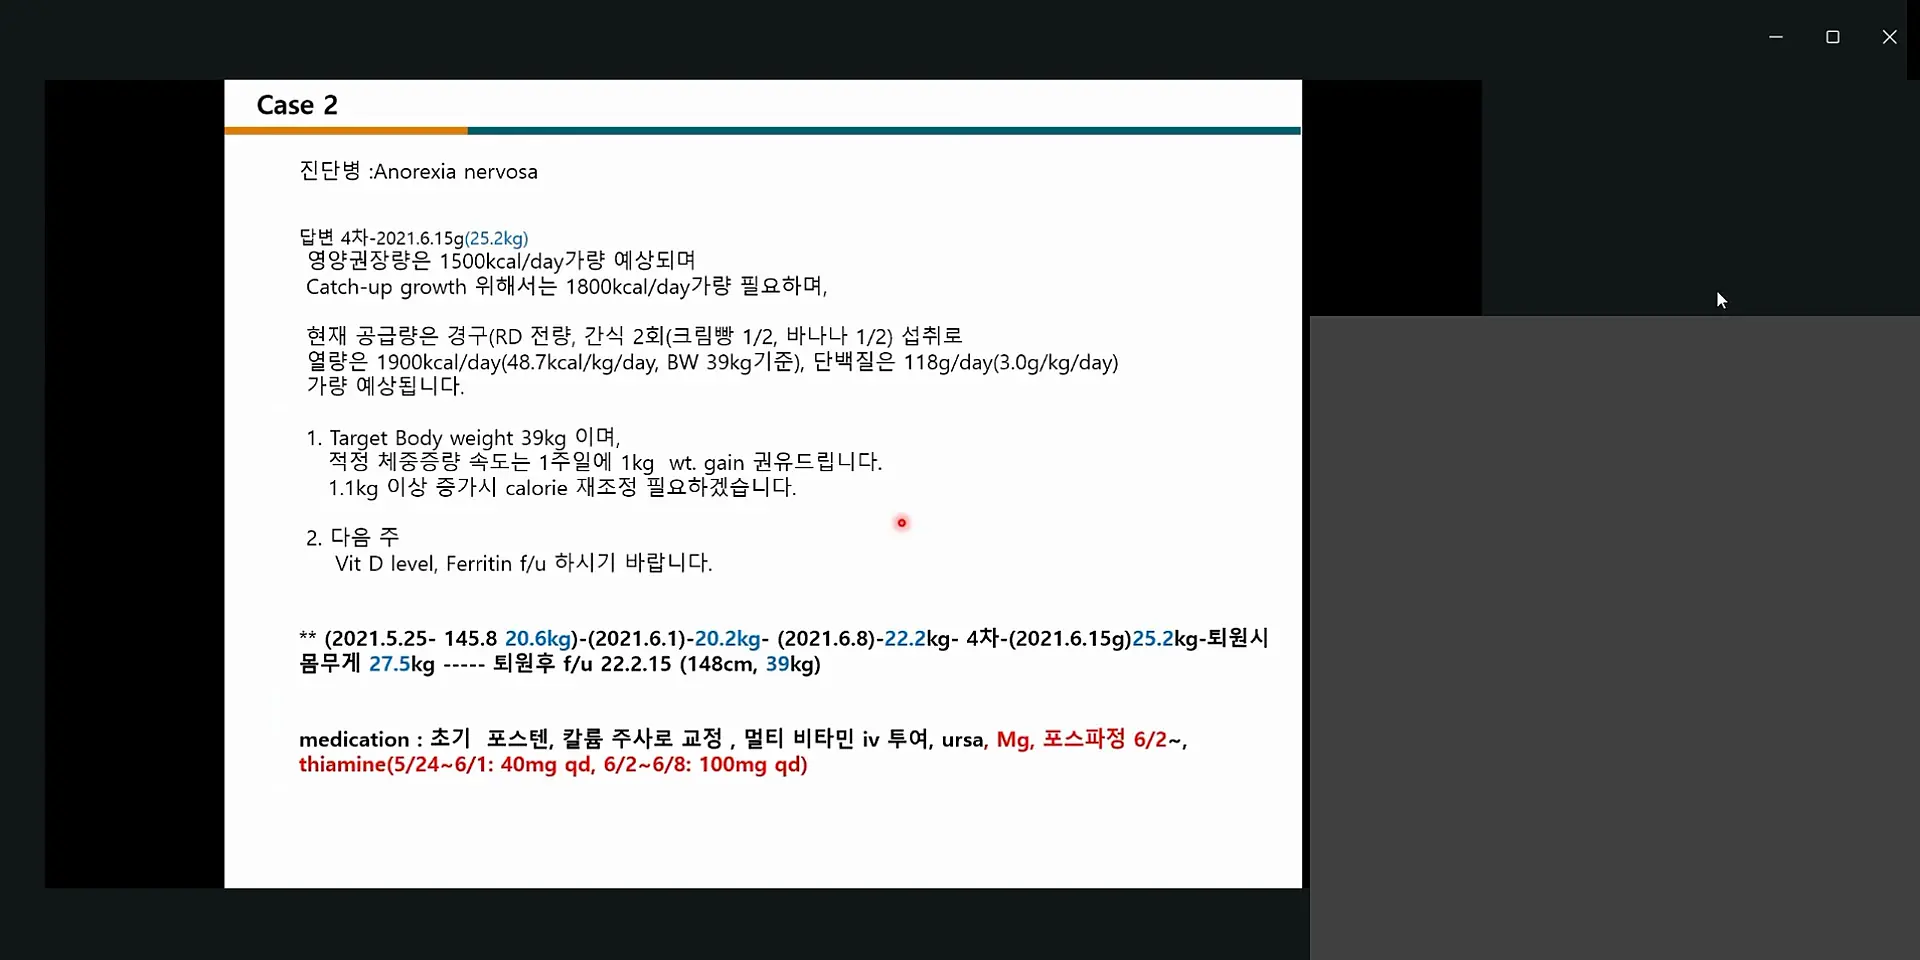 Case 2
진단병 :Anorexia nervosa
답변 4차-2021.6.15g(25.2kg)
영양권장량은 1500kcal/day가량 예상되며
Catch-up growth 위해서는 1800kcal/day가량 필요하며,
현재 공급량은 경구(RD 전량, 간식 2회(크림빵 1/2, 바나나 1/2) 섭취로
열량은 1900kcal/day(48.7kcal/kg/day, BW 39kg기준), 단백질은 118g/day(3.0g/kg/day)
가량 예상됩니다.
1. Target Body weight 39kg 이며,
적정 체중증량 속도는 1주일에 1kg wt. gain 권유드립니다.
1.1kg 이상 증가시 calorie 재조정 필요하겠습니다.
2. 다음 주
Vit D level, Ferritin f/u 하시기 바랍니다.
** (2021.5.25- 145.8 20.6kg)-(2021.6.1)-20.2kg- (2021.6.8)-22.2kg- 4차-(2021.6.15g)25.2kg-퇴원시
몸무게 27.5kg ----- 퇴원후 f/u 22.2.15 (148cm, 39kg)
medication : 초기 포스텐, 칼륨 주사로 교정 , 멀티 비타민 iv 투여, ursa, Mg, 포스파정 6/2~,
thiamine(5/24~6/1: 40mg qd, 6/2~6/8: 100mg qd)